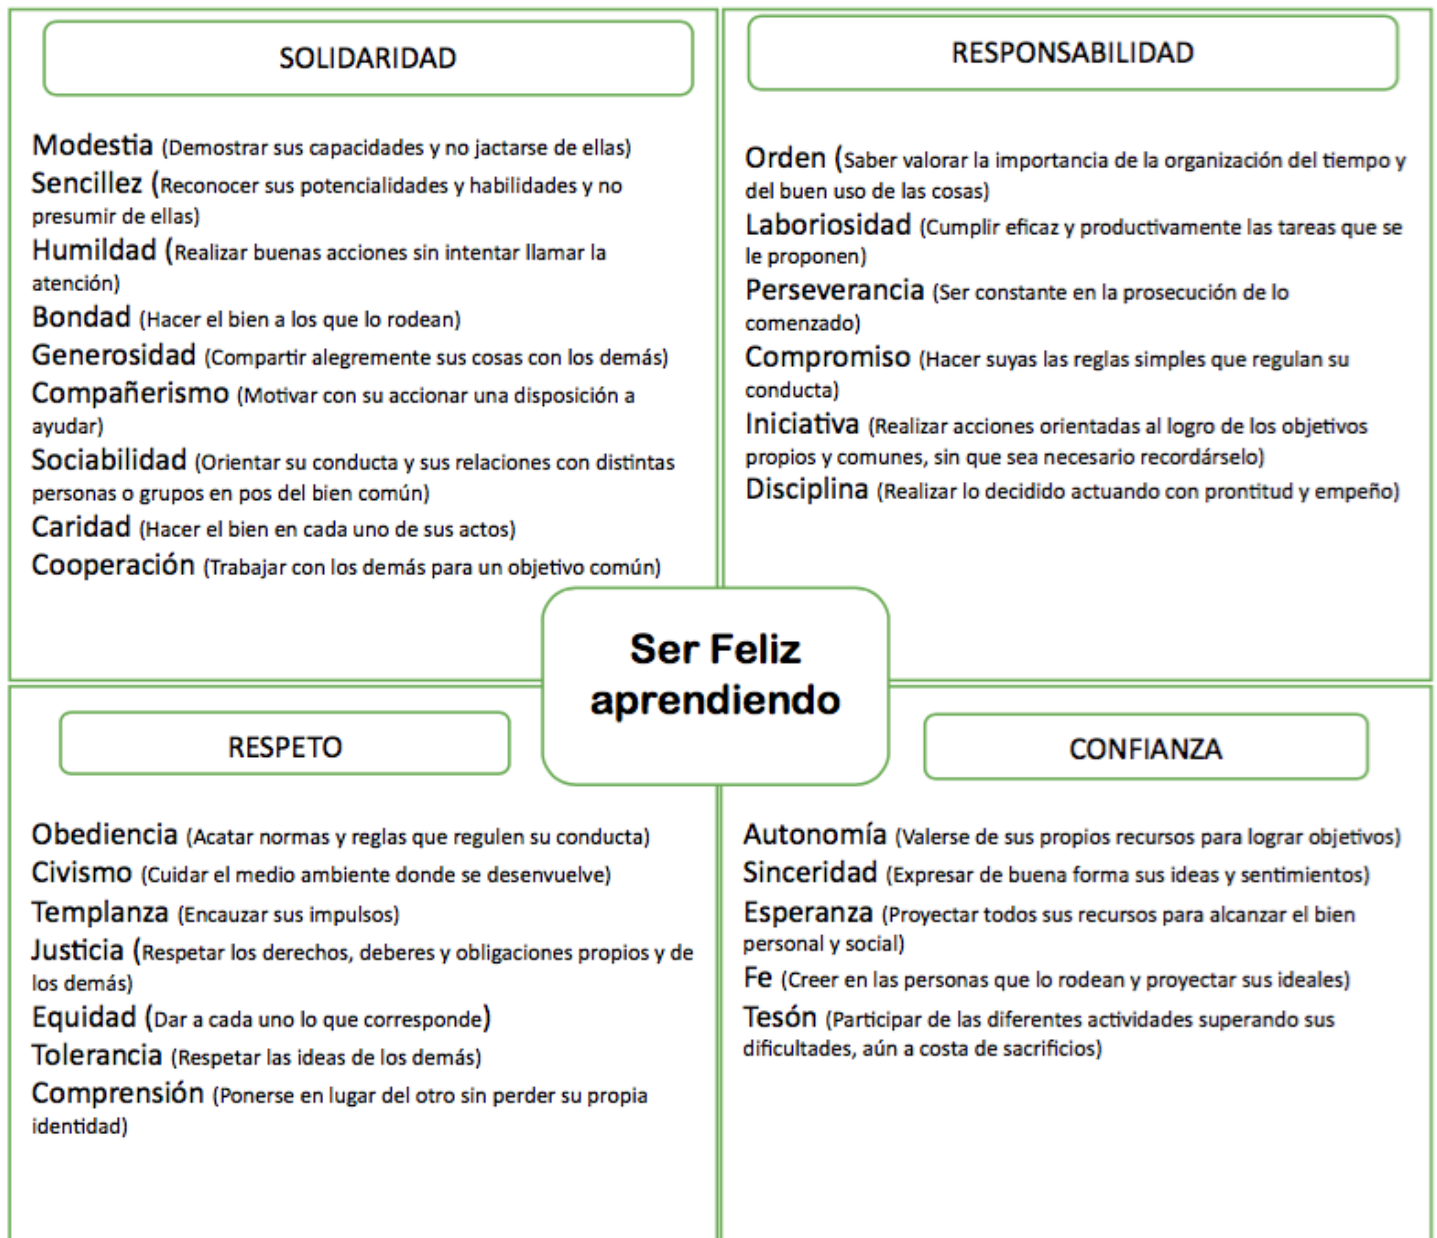 SOLIDARIDAD
Modestia (Demostrar sus capacidades y no jactarse de ellas)
Sencillez (Reconocer sus potencialidades y habilidades y no
presumir de ellas)
Humildad (Realizar buenas acciones sin intentar llamar la
atención)
Bondad (Hacer el bien a los que lo rodean)
Generosidad (Compartir alegremente sus cosas con los demás)
Compañerismo (Motivar con su accionar una disposición a
ayudar)
Sociabilidad (Orientar su conducta y sus relaciones con distintas
personas o grupos en pos del bien común)
Caridad (Hacer el bien en cada uno de sus actos)
Cooperación (Trabajar con los demás para un objetivo común)
RESPONSABILIDAD
Orden (Saber valorar la importancia de la organización del tiempo y
del buen uso de las cosas)
Laboriosidad (Cumplir eficaz y productivamente las tareas que se
le proponen)
Perseverancia (Ser constante en la prosecución de lo
comenzado)
Compromiso (Hacer suyas las reglas simples que regulan su
conducta)
Iniciativa (Realizar acciones orientadas al logro de los objetivos
propios y comunes, sin que sea necesario recordárselo)
Disciplina (Realizar lo decidido actuando con prontitud y empeño)
Ser Feliz
aprendiendo
RESPETO
Obediencia (Acatar normas y reglas que regulen su conducta)
Civismo (Cuidar el medio ambiente donde se desenvuelve)
Templanza (Encauzar sus impulsos)
Justicia (Respetar los derechos, deberes y obligaciones propios y de
los demás)
Equidad (Dar a cada uno lo que corresponde)
Tolerancia (Respetar las ideas de los demás)
Comprensión (Ponerse en lugar del otro sin perder su propia
identidad)
CONFIANZA
Autonomía (Valerse de sus propios recursos para lograr objetivos)
Sinceridad (Expresar de buena forma sus ideas y sentimientos)
Esperanza (Proyectar todos sus recursos para alcanzar el bien
personal y social)
Fe (Creer en las personas que lo rodean y proyectar sus ideales)
Tesón (Participar de las diferentes actividades superando sus
dificultades, aún a costa de sacrificios)